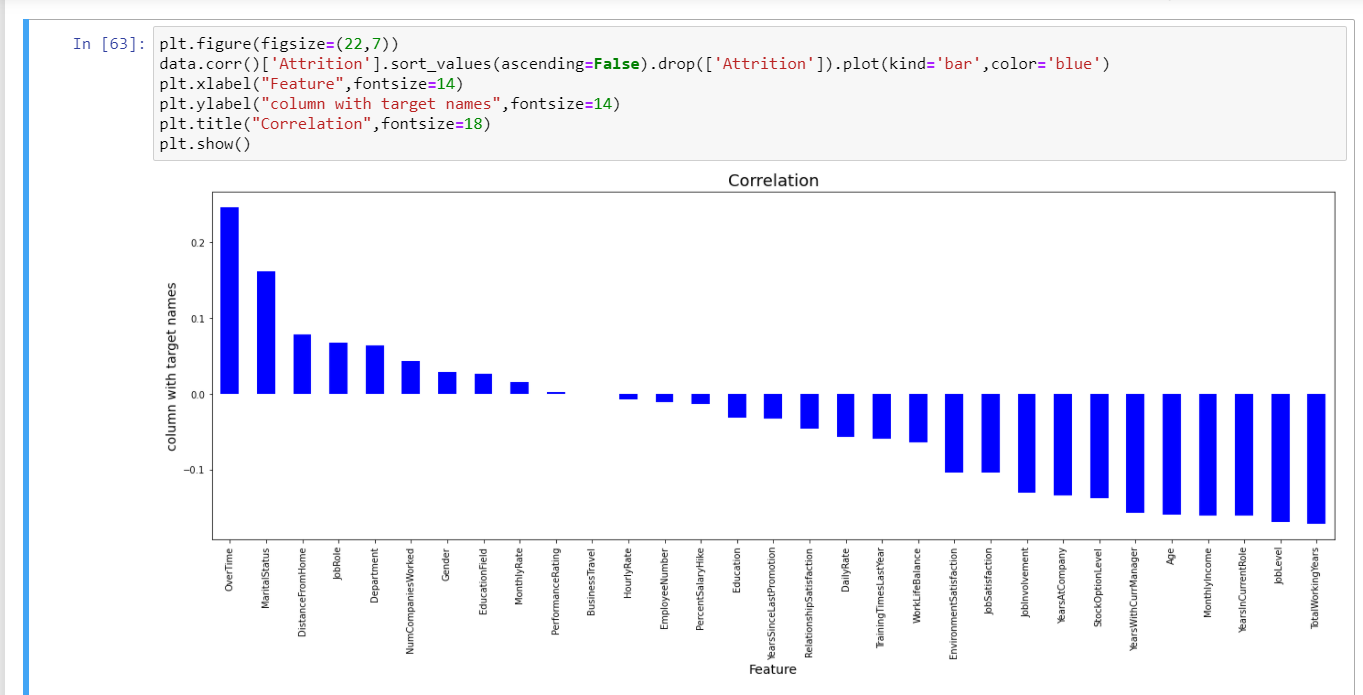 In [63]: plt.figure(figsize=(22,7))
data.corr()['Attrition'].sort_values(ascending=False).drop(['Attrition']).plot(kind='bar',color='blue')
plt.xlabel("Feature",fontsize=14)
plt.ylabel("column with target names",fontsize=14)
plt.title("Correlation",fontsize=18)
plt.show()
Correlation
column with target names
0.2
0.1
0.0
−0.1
OverTime
MaritalStatus
DistanceFromHome
JobRole
Department
NumCompaniesWorked
Gender
EducationField
MonthlyRate
PerformanceRating
BusinessTravel
HourlyRate
EmployeeNumber
PercentSalaryHike
Education
YearsSinceLastPromotion
RelationshipSatisfaction
DailyRate
TrainingTimesLastYear
WorkLifeBalance
EnvironmentSatisfaction
JobSatisfaction
JobInvolvement
YearsAtCompany
StockOptionLevel
YearsWithCurrManager
Age
MonthlyIncome
YearsInCurrentRole
JobLevel
TotalWorkingYears
Feature